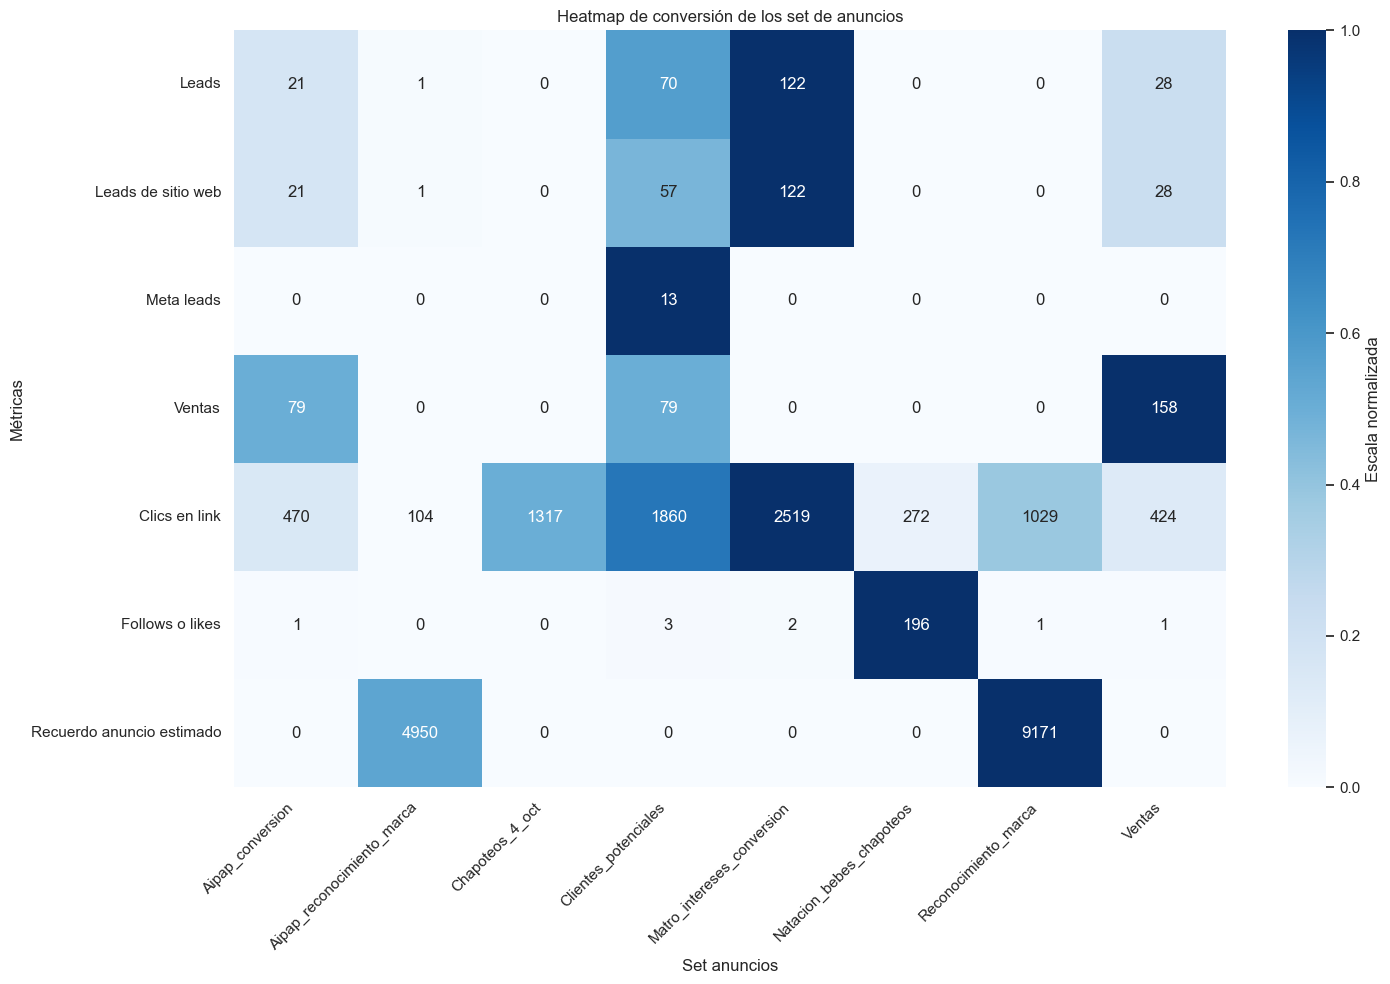 Heatmap de conversión de los set de anuncios
Métricas
Leads 21 1 0 70 122 0 0 28
Leads de sitio web 21 1 0 57 122 0 0 28
Meta leads 0 0 0 13 0 0 0 0
Ventas 79 0 0 79 0 0 0 158
Clics en link 470 104 1317 1860 2519 272 1029 424
Follows o likes 1 0 0 3 2 196 1 1
Recuerdo anuncio estimado 0 4950 0 0 0 0 9171 0
Aipap_conversion
Aipap_reconocimiento_marca
Chapoteos_4_oct
Clientes_potenciales
Matro_intereses_conversion
Natacion_bebes_chapoteos
Reconocimiento_marca
Ventas
Set anuncios
1.0
0.8
0.6
0.4
0.2
0.0
Escala normalizada